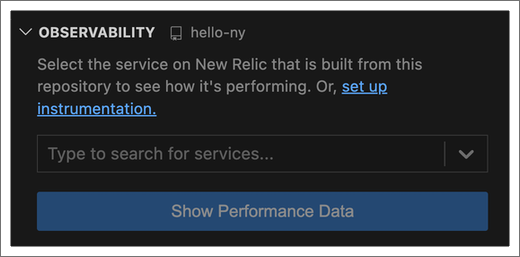 OBSERVABILITY hello-ny
Select the service on New Relic that is built from this
repository to see how it's performing. Or, set up
instrumentation.
Type to search for services...
Show Performance Data